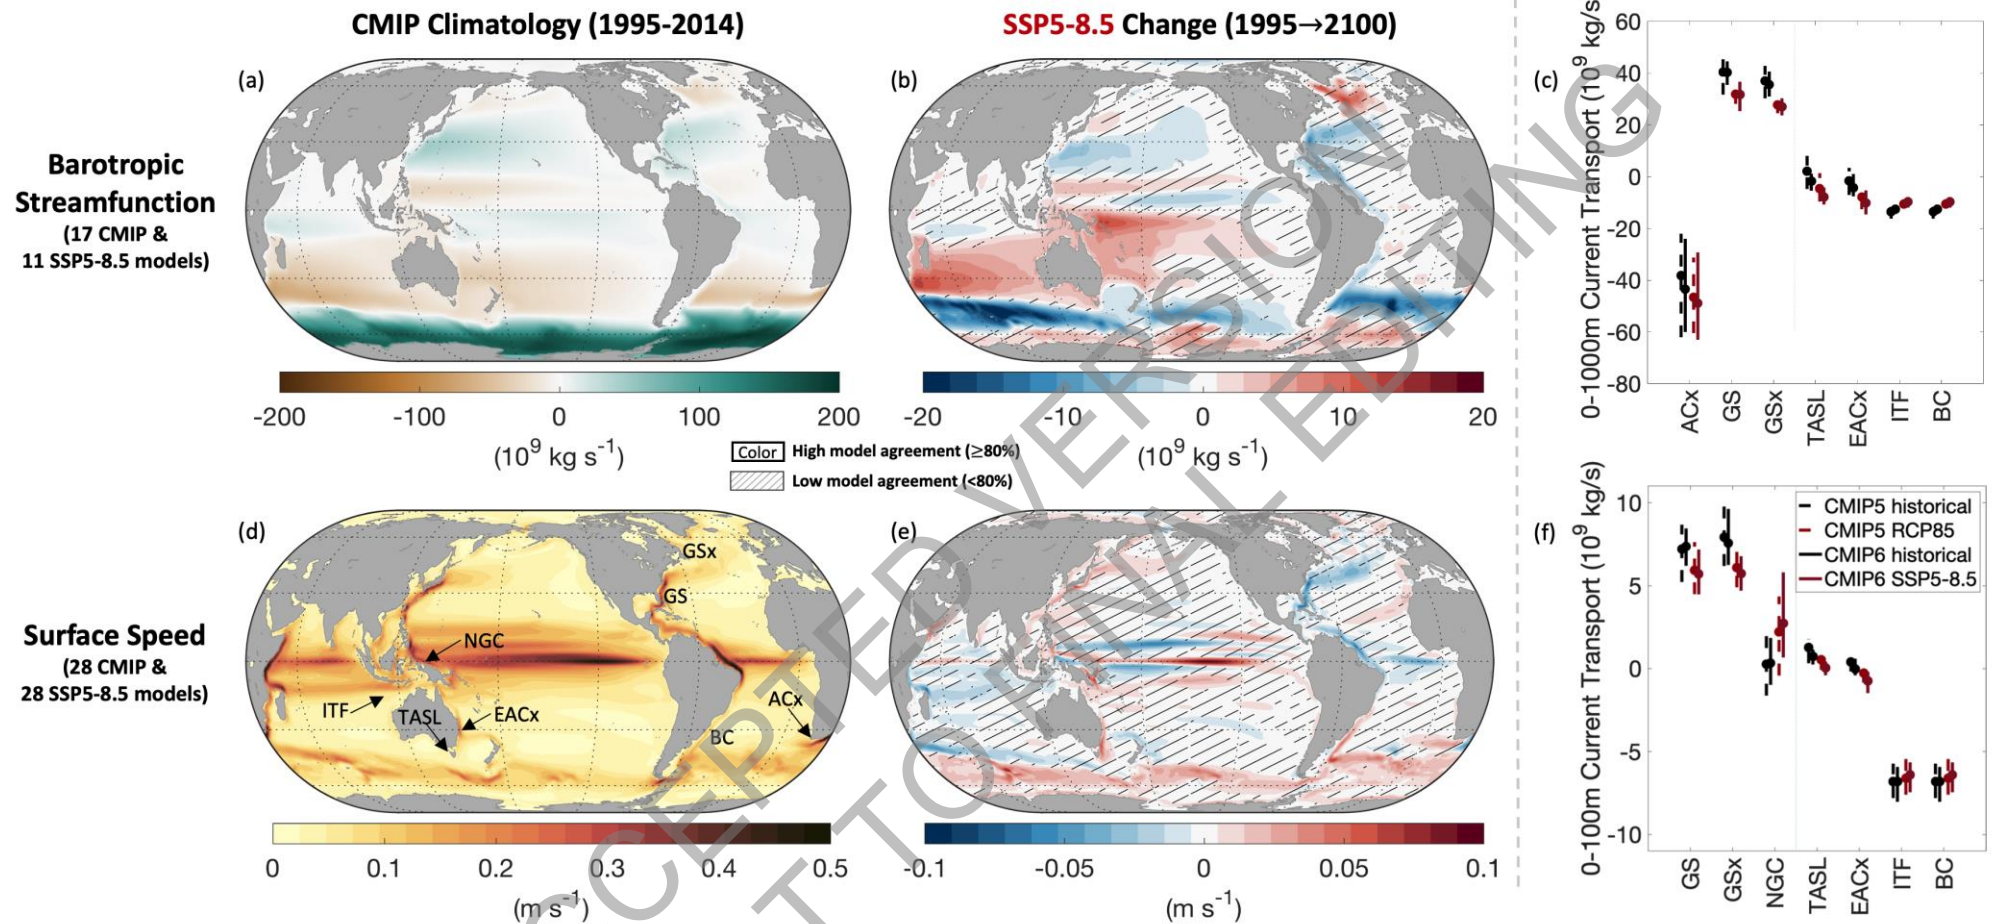 CMIP Climatology (1995-2014)
SSP5-8.5 Change (1995→2100)
Barotropic
Streamfunction
(17 CMIP &
11 SSP5-8.5 models)
(a)
-200 -100 0 100 200
(10⁹ kg s⁻¹)
(b)
-20 -10 0 10 20
(10⁹ kg s⁻¹)
(c)
0-1000m Current Transport (10⁹ kg/s)
60
40
20
0
-20
-40
-60
-80
ACx GS GSx TASL EACx ITF BC
Color High model agreement (≥80%)
Low model agreement (<80%)
Surface Speed
(28 CMIP &
28 SSP5-8.5 models)
(d)
GSx
GS
NGC
ITF
TASL
EACx
ACx
BC
0 0.1 0.2 0.3 0.4 0.5
(m s⁻¹)
(e)
-0.1 -0.05 0 0.05 0.1
(m s⁻¹)
(f)
0-100m Current Transport (10⁹ kg/s)
10
5
0
-5
-10
CMIP5 historical
CMIP5 RCP85
CMIP6 historical
CMIP6 SSP5-8.5
GS GSx NGC TASL EACx ITF BC
CCEPTED VERSION
T TO FINAL EDITING